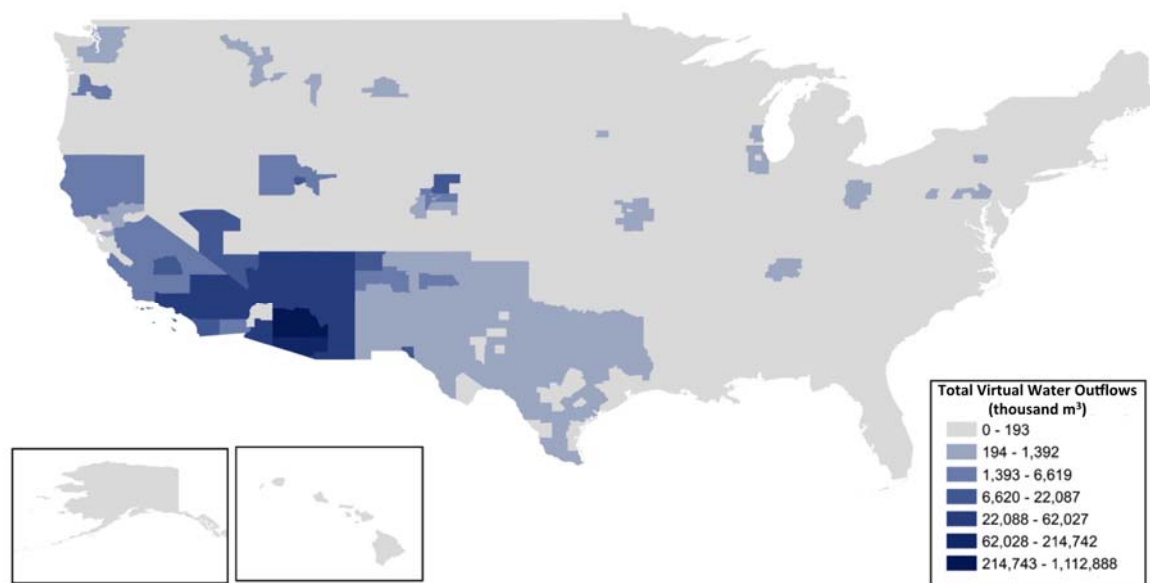 Total Virtual Water Outflows
(thousand m³)
0 - 193
194 - 1,392
1,393 - 6,619
6,620 - 22,087
22,088 - 62,027
62,028 - 214,742
214,743 - 1,112,888